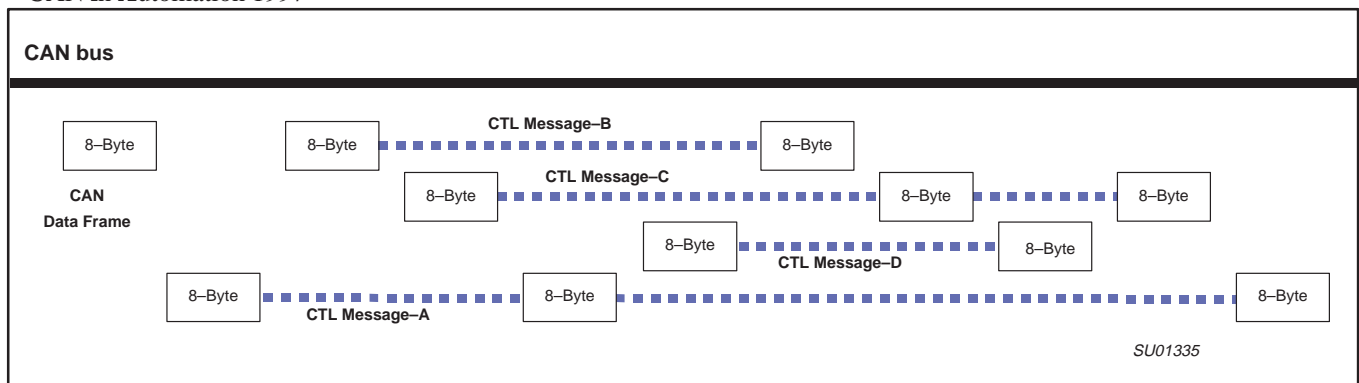 CAN bus
CTL Message–B
8–Byte
8–Byte
8–Byte
CTL Message–C
8–Byte
8–Byte
8–Byte
CAN
Data Frame
8–Byte
8–Byte
CTL Message–D
8–Byte
8–Byte
8–Byte
CTL Message–A
SU01335